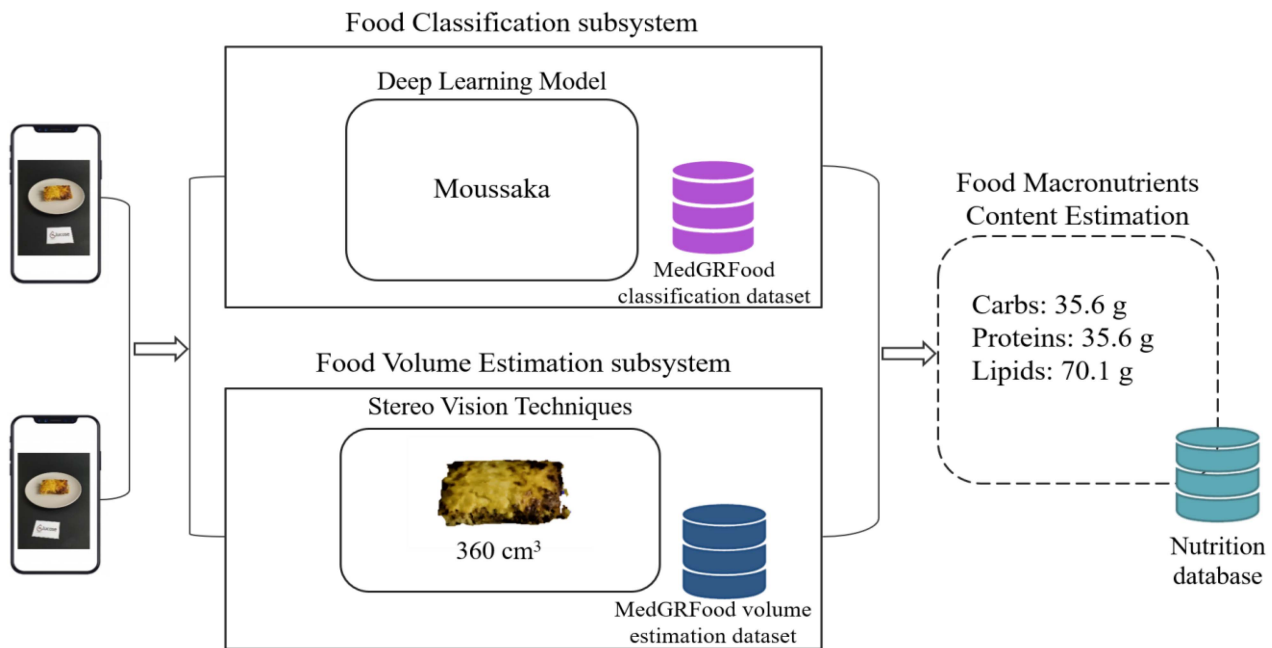 Food Classification subsystem
Deep Learning Model
Moussaka
MedGRFood
classification dataset
Food Volume Estimation subsystem
Stereo Vision Techniques
360 cm³
MedGRFood volume
estimation dataset
Food Macronutrients
Content Estimation
Carbs: 35.6 g
Proteins: 35.6 g
Lipids: 70.1 g
Nutrition
database